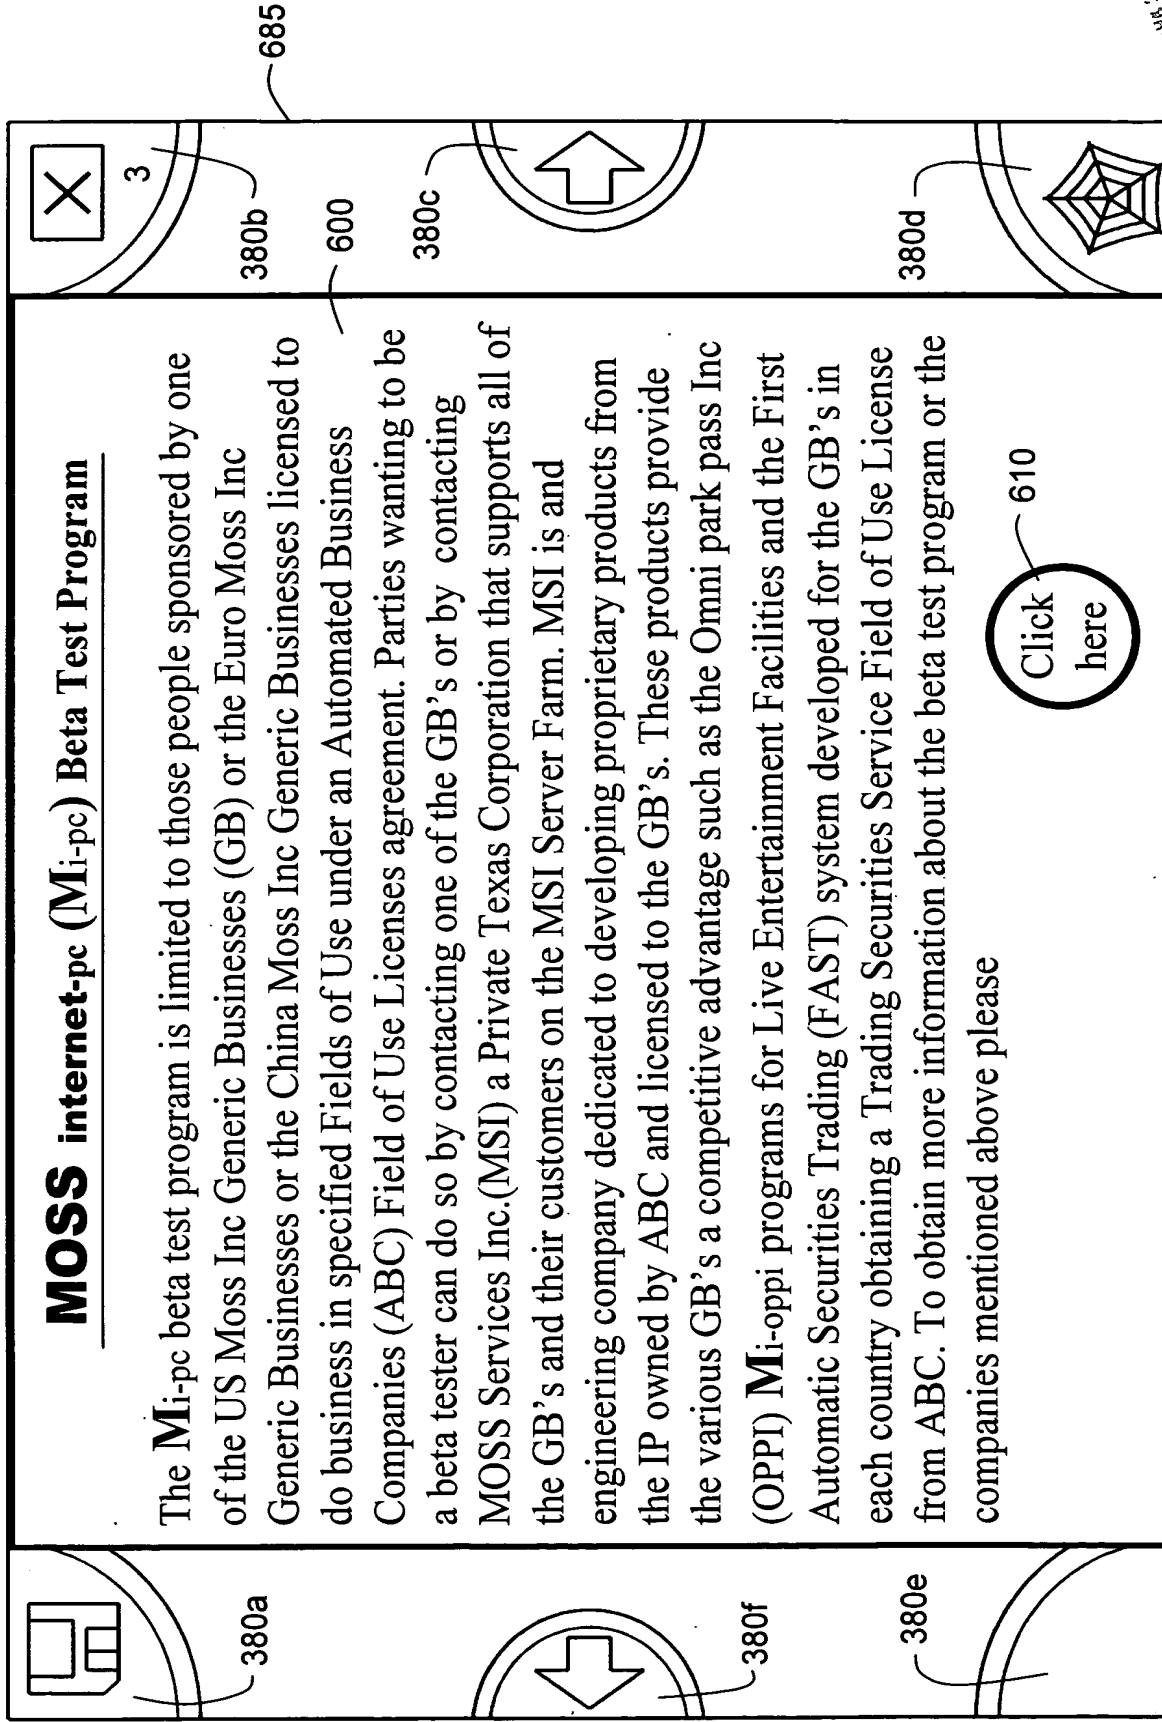 MOSS internet-pc (Mi-pc) Beta Test Program
The Mi-pc beta test program is limited to those people sponsored by one
of the US Moss Inc Generic Businesses (GB) or the Euro Moss Inc
Generic Businesses or the China Moss Inc Generic Businesses licensed to
do business in specified Fields of Use under an Automated Business
Companies (ABC) Field of Use Licenses agreement. Parties wanting to be
a beta tester can do so by contacting one of the GB's or by contacting
MOSS Services Inc.(MSI) a Private Texas Corporation that supports all of
the GB's and their customers on the MSI Server Farm. MSI is and
engineering company dedicated to developing proprietary products from
the IP owned by ABC and licensed to the GB's. These products provide
the various GB's a competitive advantage such as the Omni park pass Inc
(OPPI) Mi-oppi programs for Live Entertainment Facilities and the First
Automatic Securities Trading (FAST) system developed for the GB's in
each country obtaining a Trading Securities Service Field of Use License
from ABC. To obtain more information about the beta test program or the
companies mentioned above please
Click
here
610
380a
380f
380e
3
380b
600
380c
380d
685